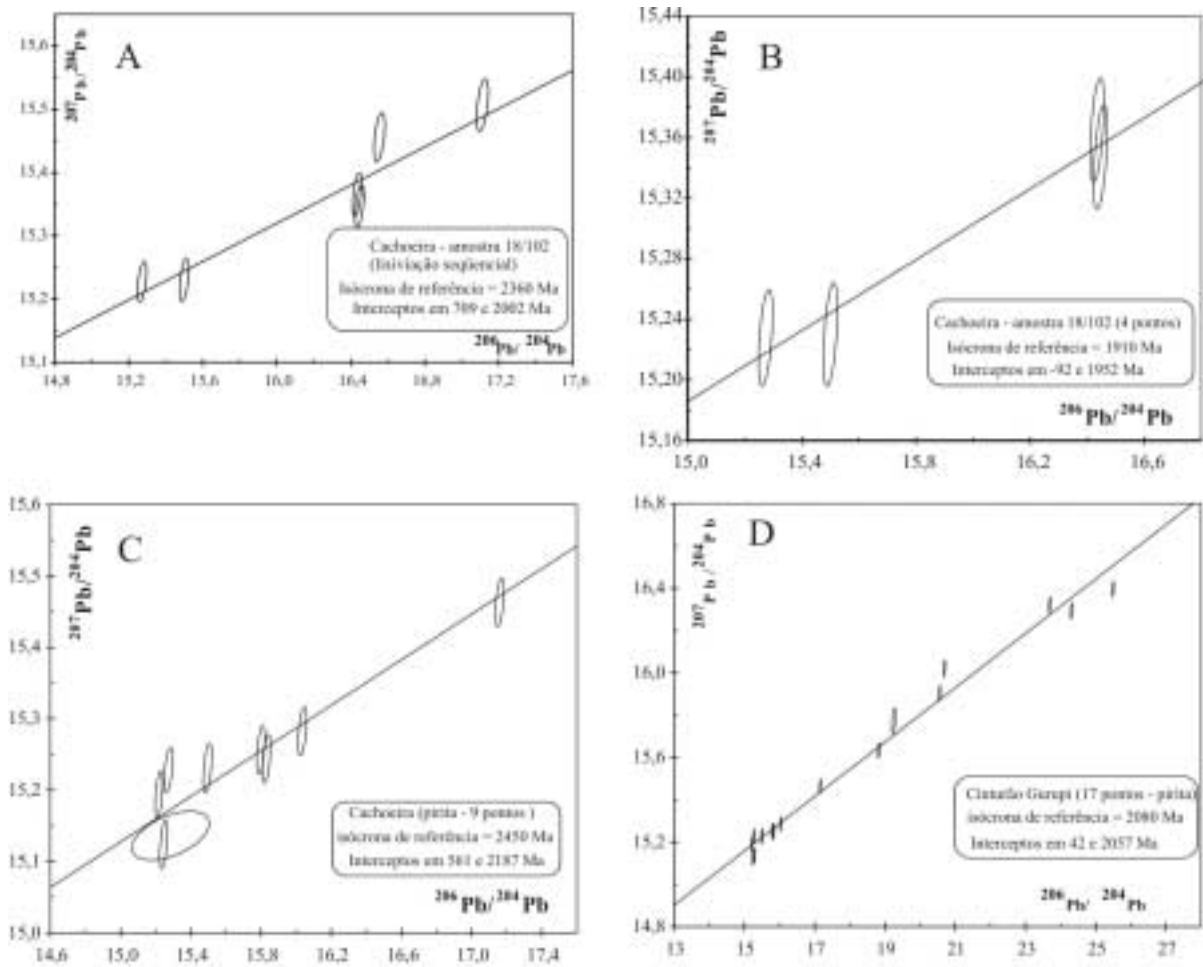 A
²⁰⁷Pb/²⁰⁴Pb
15,6
15,5
15,4
15,3
15,2
15,1
14,8
15,2
15,6
16,0
16,4
16,8
17,2
17,6
Cachoeira - amostra 18/102
(lixiviação seqüencial)
Isócrona de referência = 2360 Ma
Interceptos em 709 e 2002 Ma
²⁰⁶Pb/ ²⁰⁴Pb
B
²⁰⁷Pb/²⁰⁴Pb
15,44
15,40
15,36
15,32
15,28
15,24
15,20
15,16
15,0
15,4
15,8
16,2
16,6
Cachoeira - amostra 18/102 (4 pontos)
Isócrona de referência = 1910 Ma
Interceptos em -92 e 1952 Ma
²⁰⁶Pb/²⁰⁴Pb
C
²⁰⁷Pb/²⁰⁴Pb
15,6
15,5
15,4
15,3
15,2
15,1
15,0
14,6
15,0
15,4
15,8
16,2
16,6
17,0
17,4
Cachoeira (pirita - 9 pontos )
isócrona de referência = 2450 Ma
Interceptos em 561 e 2187 Ma
²⁰⁶Pb/²⁰⁴Pb
D
²⁰⁷Pb /²⁰⁴Pb
16,8
16,4
16,0
15,6
15,2
14,8
13
15
17
19
21
23
25
27
Cinturão Gurupi (17 pontos - pirita)
isócrona de referência = 2080 Ma
Interceptos em 42 e 2057 Ma
²⁰⁶Pb/ ²⁰⁴Pb